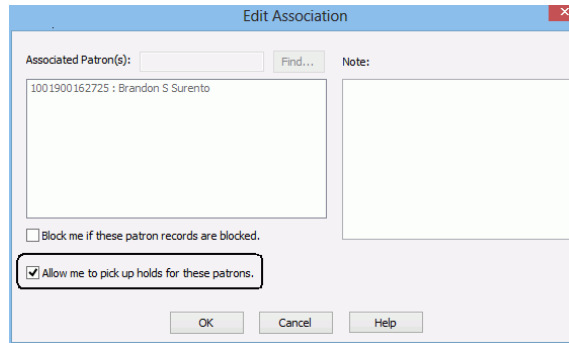 Edit Association
Associated Patron(s):
Find...
Note:
1001900162725 : Brandon S Surento
Block me if these patron records are blocked.
Allow me to pick up holds for these patrons.
OK
Cancel
Help